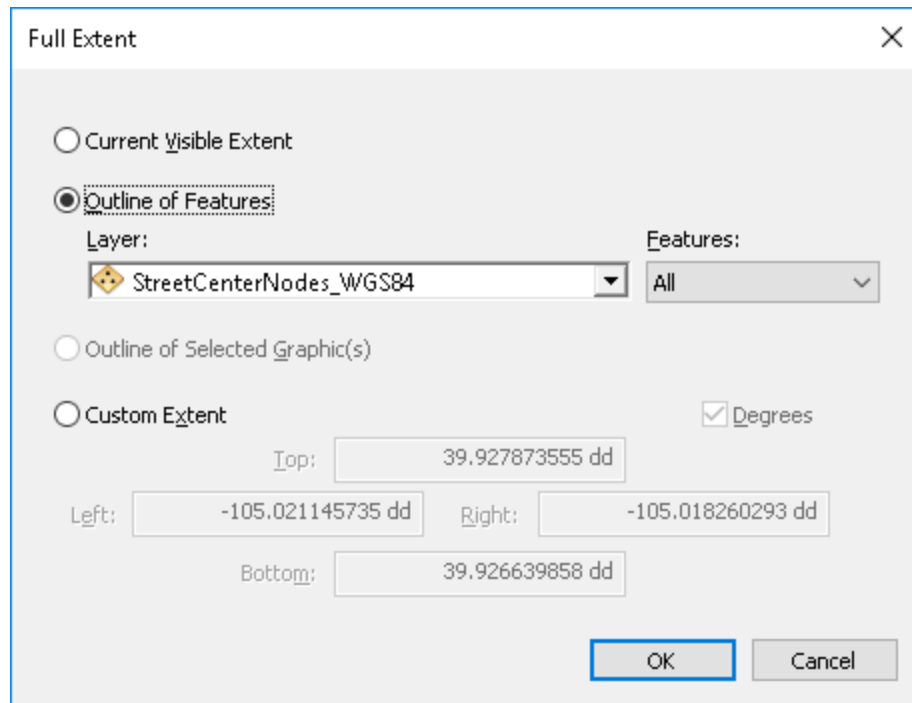 Full Extent
Current Visible Extent
Outline of Features
Layer: Features:
StreetCenterNodes_WGS84 All
Outline of Selected Graphic(s)
Custom Extent Degrees
Top: 39.927873555 dd
Left: -105.021145735 dd Right: -105.018260293 dd
Bottom: 39.926639858 dd
OK Cancel